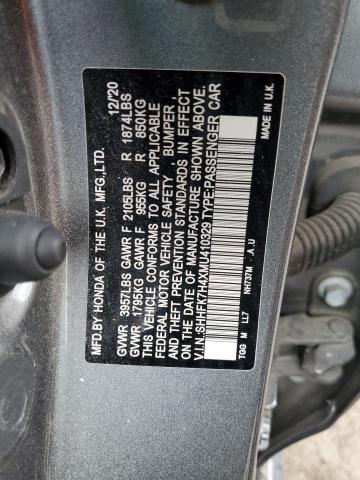 MFD.BY HONDA OF THE U.K. MFG.,LTD. 12/20
GVWR 3957LBS GAWR F 2105LBS R 1874LBS
GVWR 1795KG GAWR F 955KG R 850KG
THIS VEHICLE CONFORMS TO ALL APPLICABLE
FEDERAL MOTOR VEHICLE SAFETY, BUMPER,
THEFT PREVENTION STANDARDS IN EFFECT ON THE
DATE OF MANUFACTURE SHOWN ABOVE.
V.I.N.:SHHFK7H4XMU410329 TYPE:PASSENGER CAR
TGG M LL7 NH737M A.U MADE IN U.K.